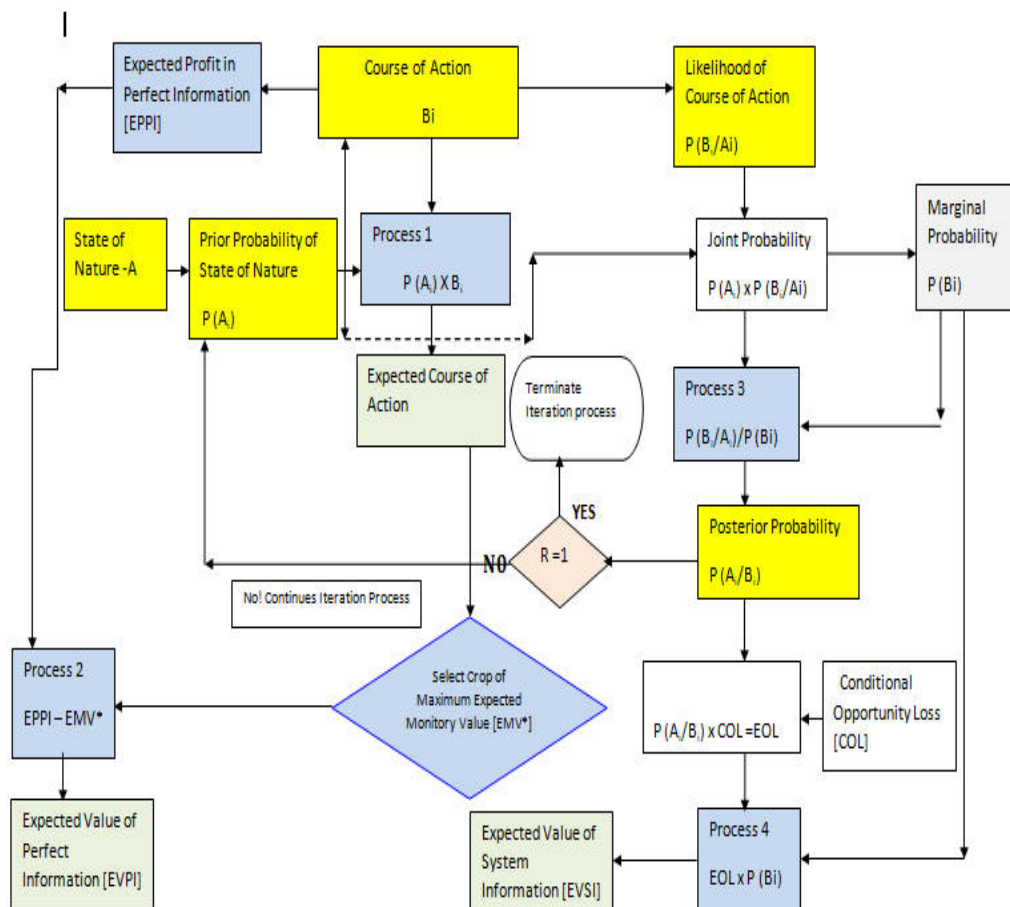 Expected Profit in
Perfect Information
[EPPI]
Course of Action
Bi
Likelihood of
Course of Action
P (Bi/Ai)
State of
Nature -A
Prior Probability of
State of Nature
P (Ai)
Process 1
P (Ai) X Bi
Joint Probability
P (Ai) x P (Bi/Ai)
Marginal
Probability
P (Bi)
Expected Course of
Action
Terminate
Iteration process
Process 3
P (Bi/Ai)/P (Bi)
YES
NO
R =1
Posterior Probability
P (Ai/Bi)
No! Continues Iteration Process
Process 2
EPPI – EMV*
Select Crop of
Maximum Expected
Monitory Value [EMV*]
P (Ai/Bi) x COL =EOL
Conditional
Opportunity Loss
[COL]
Expected Value of
Perfect
Information [EVPI]
Expected Value of
System
Information [EVSI]
Process 4
EOL x P (Bi)